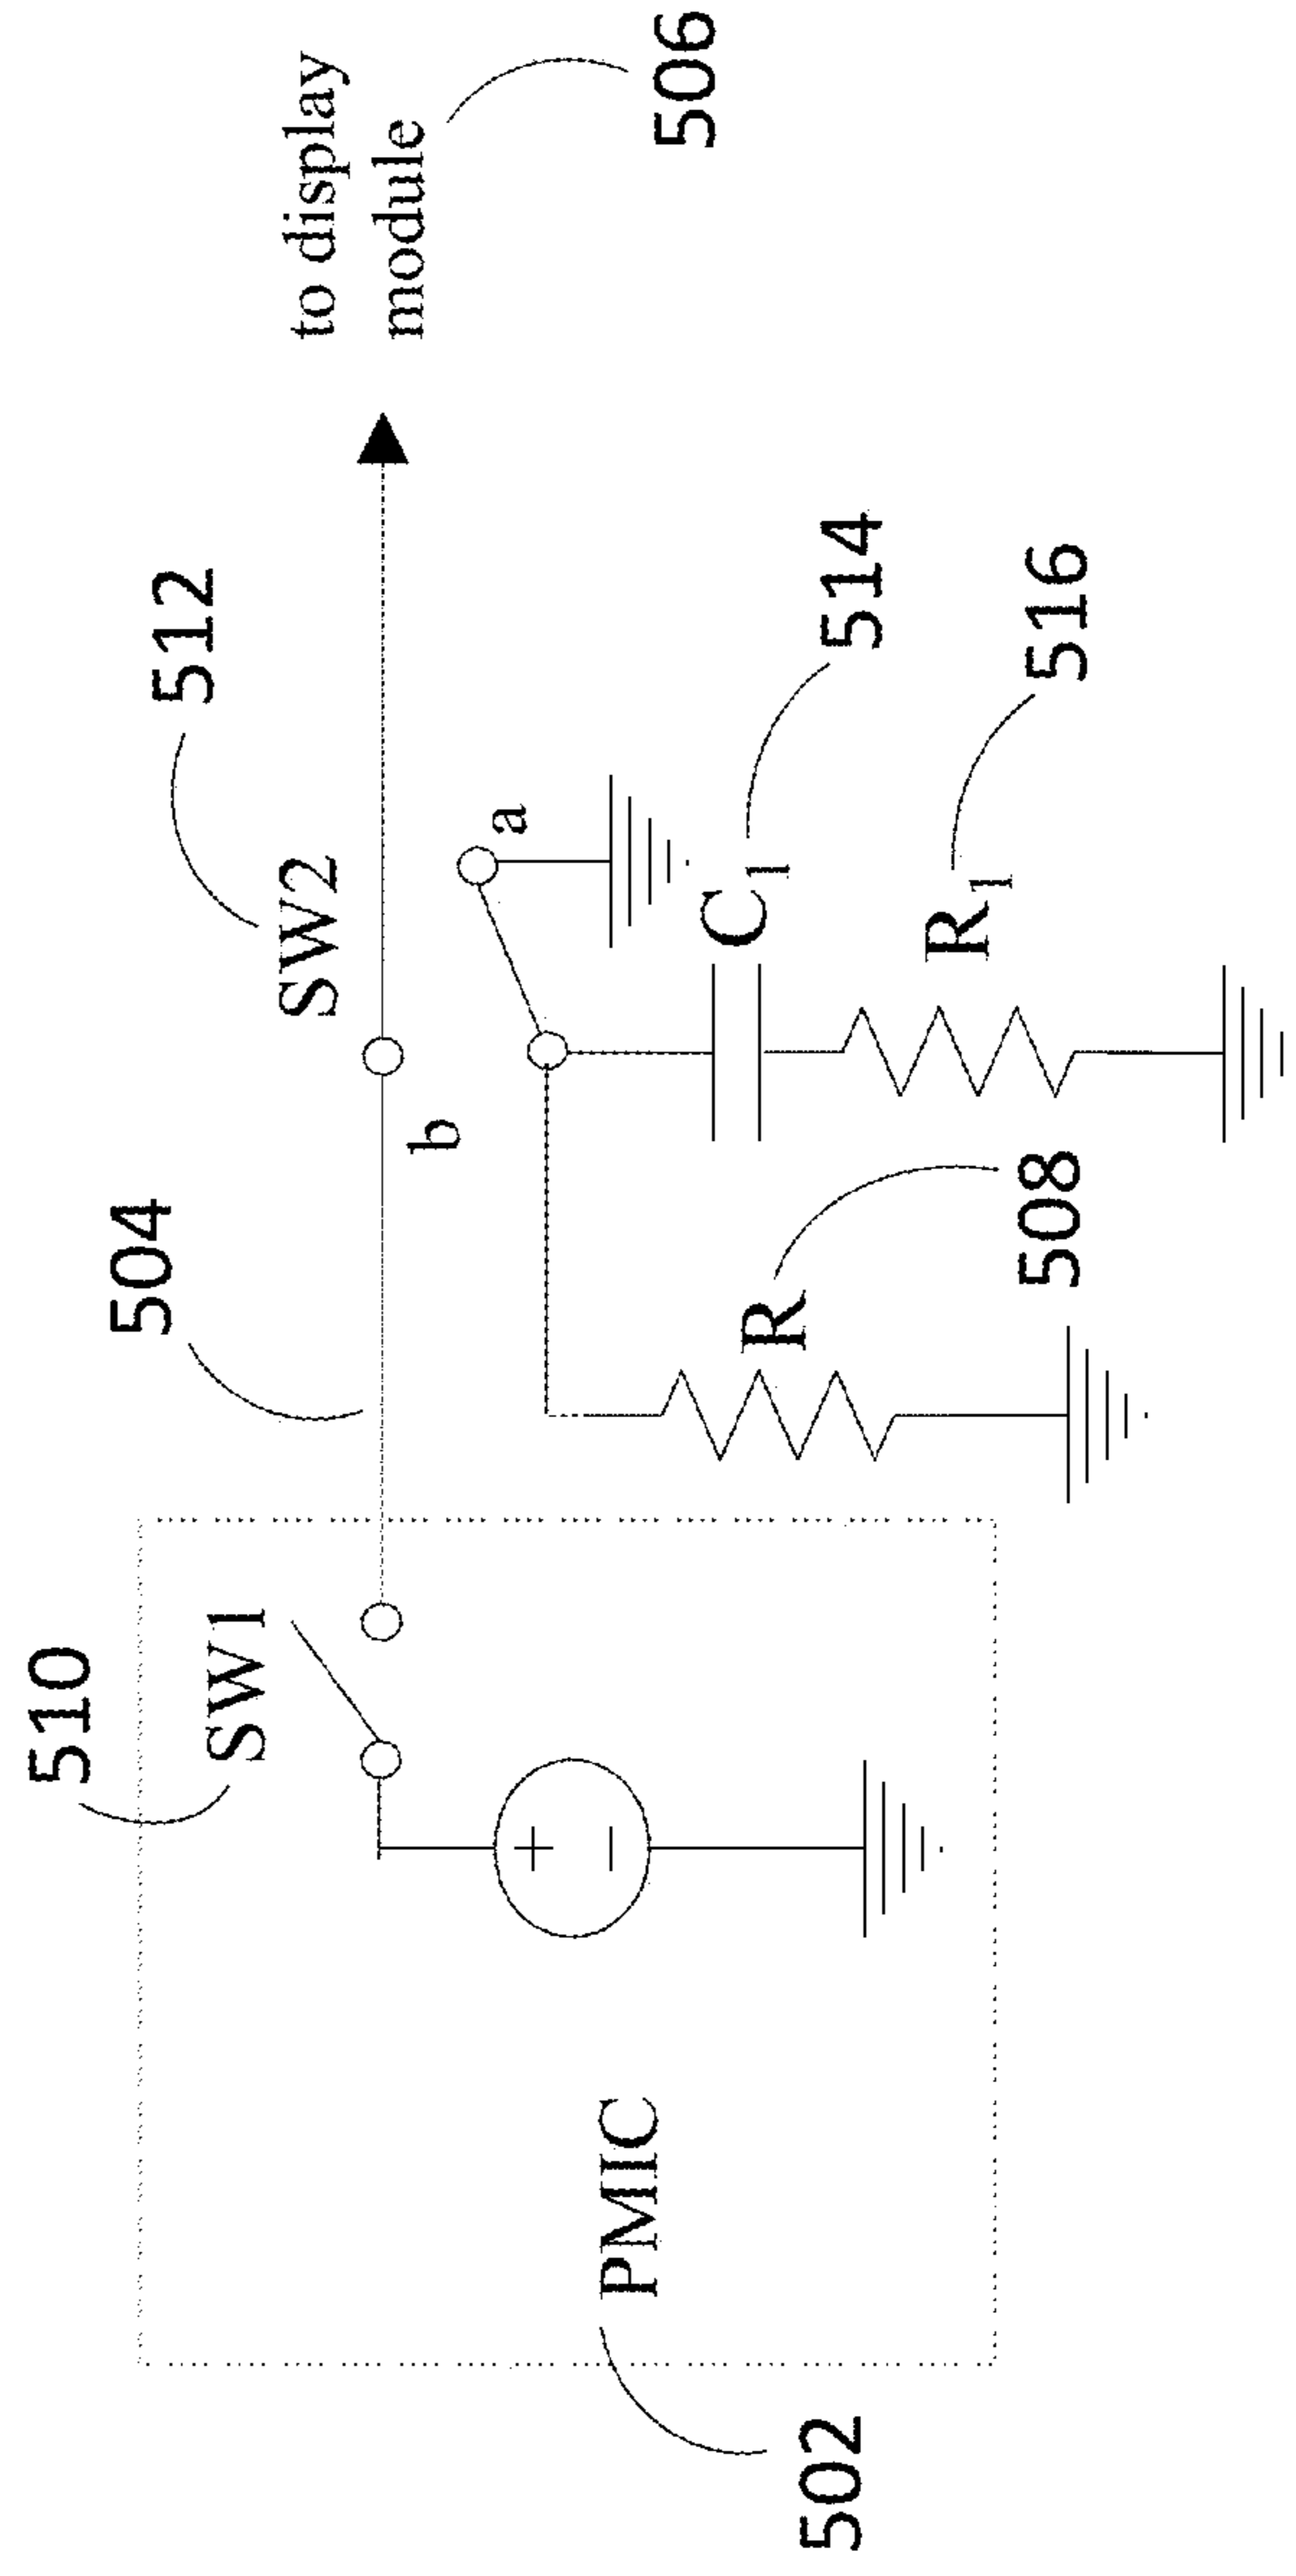 510
SW1
504
SW2
512
to display
module
506
b
a
PMIC
502
R
508
C1
514
R1
516
+
−